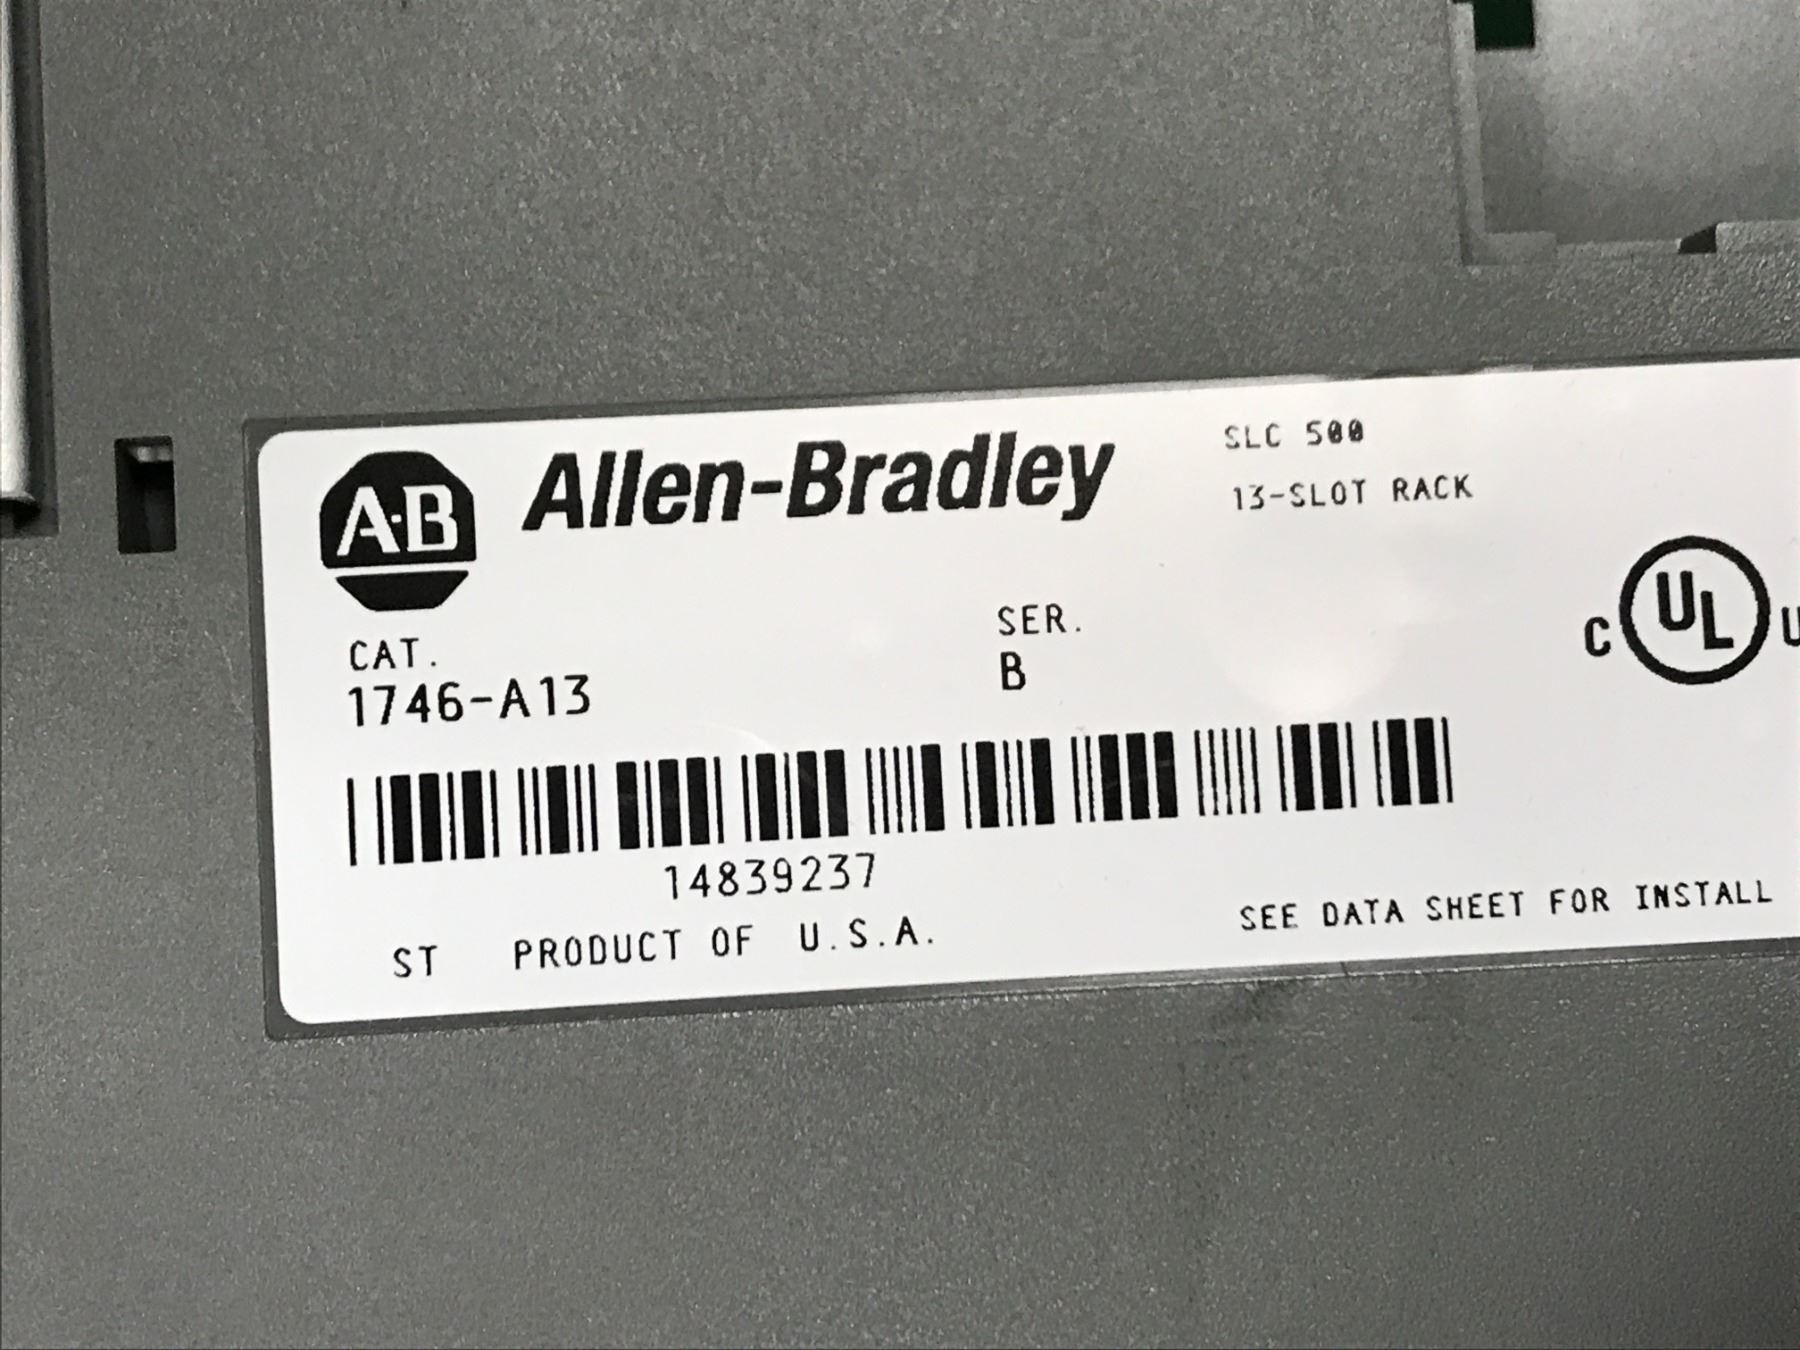 A·B Allen-Bradley
SLC 500
13-SLOT RACK
CAT.
1746-A13
SER.
B
C UL U
14839237
ST PRODUCT OF U.S.A.
SEE DATA SHEET FOR INSTALL